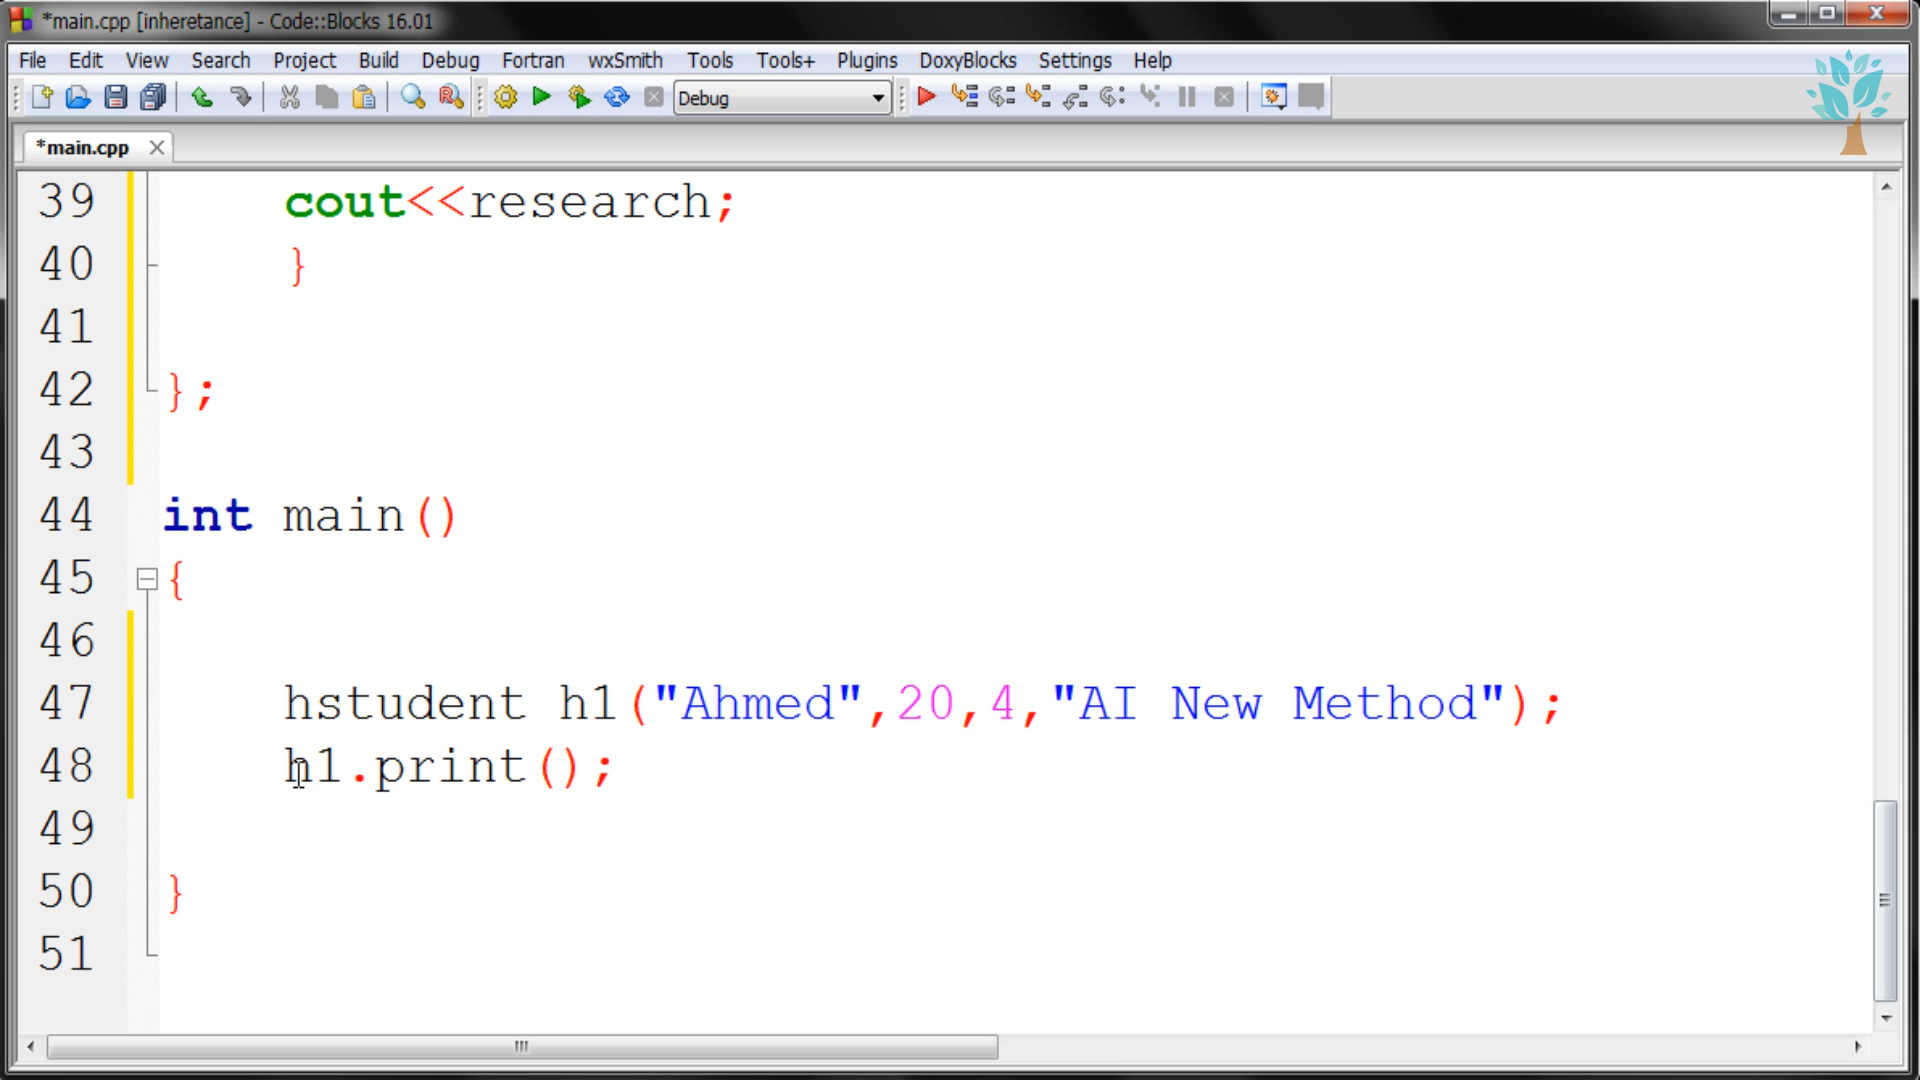 *main.cpp [inheretance] - Code::Blocks 16.01
File Edit View Search Project Build Debug Fortran wxSmith Tools Tools+ Plugins DoxyBlocks Settings Help
Debug
*main.cpp
39 cout<<research;
40 }
41
42 };
43
44 int main()
45 {
46
47 hstudent h1("Ahmed",20,4,"AI New Method");
48 h1.print();
49
50 }
51